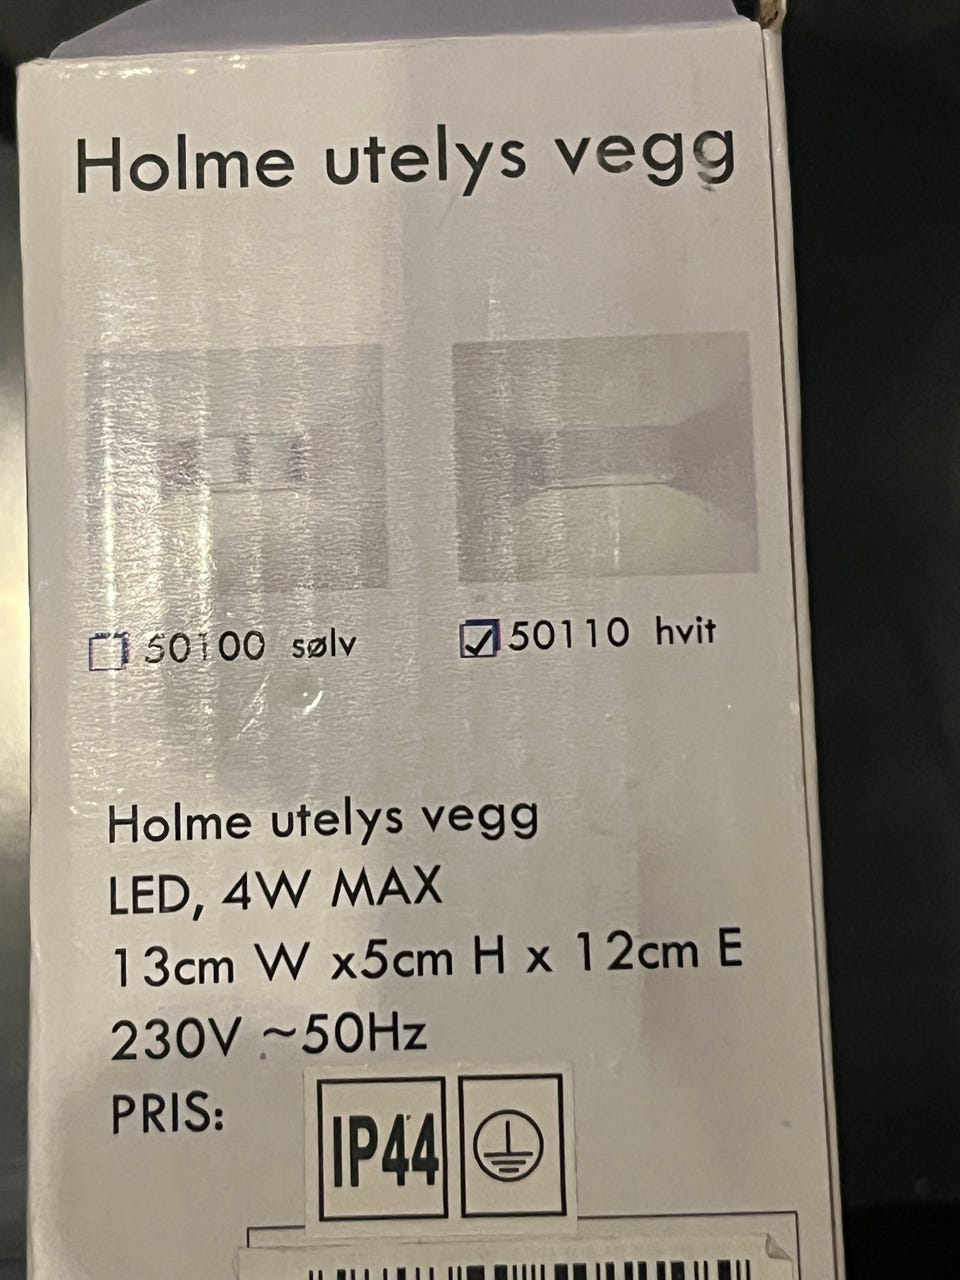 Holme utelys vegg
50100 sølv
50110 hvit
Holme utelys vegg
LED, 4W MAX
13cm W x5cm H x 12cm E
230V ~50Hz
PRIS:
IP44